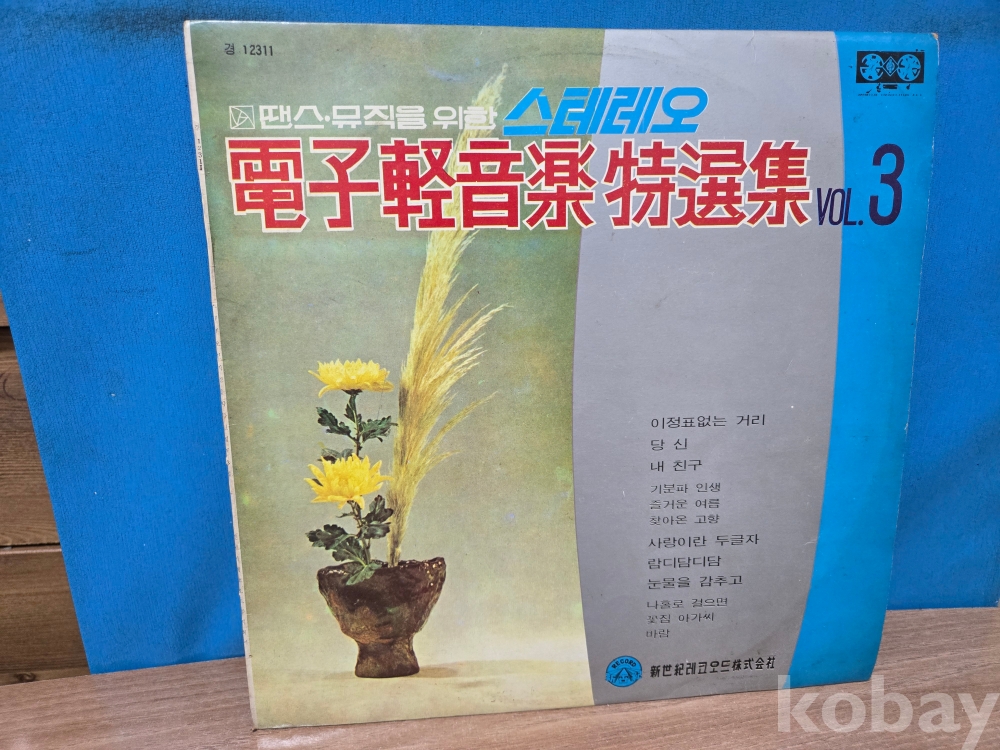 경 12311
땐스·뮤직을 위한 스테레오
電子軽音楽 特選集 VOL. 3
이정표없는 거리
당 신
내 친구
기분파 인생
즐거운 여름
찾아온 고향
사랑이란 두글자
람디담디담
눈물을 감추고
나홀로 걸으면
꽃집 아가씨
바람
RECORD
新世紀레코오드株式会社
kobay